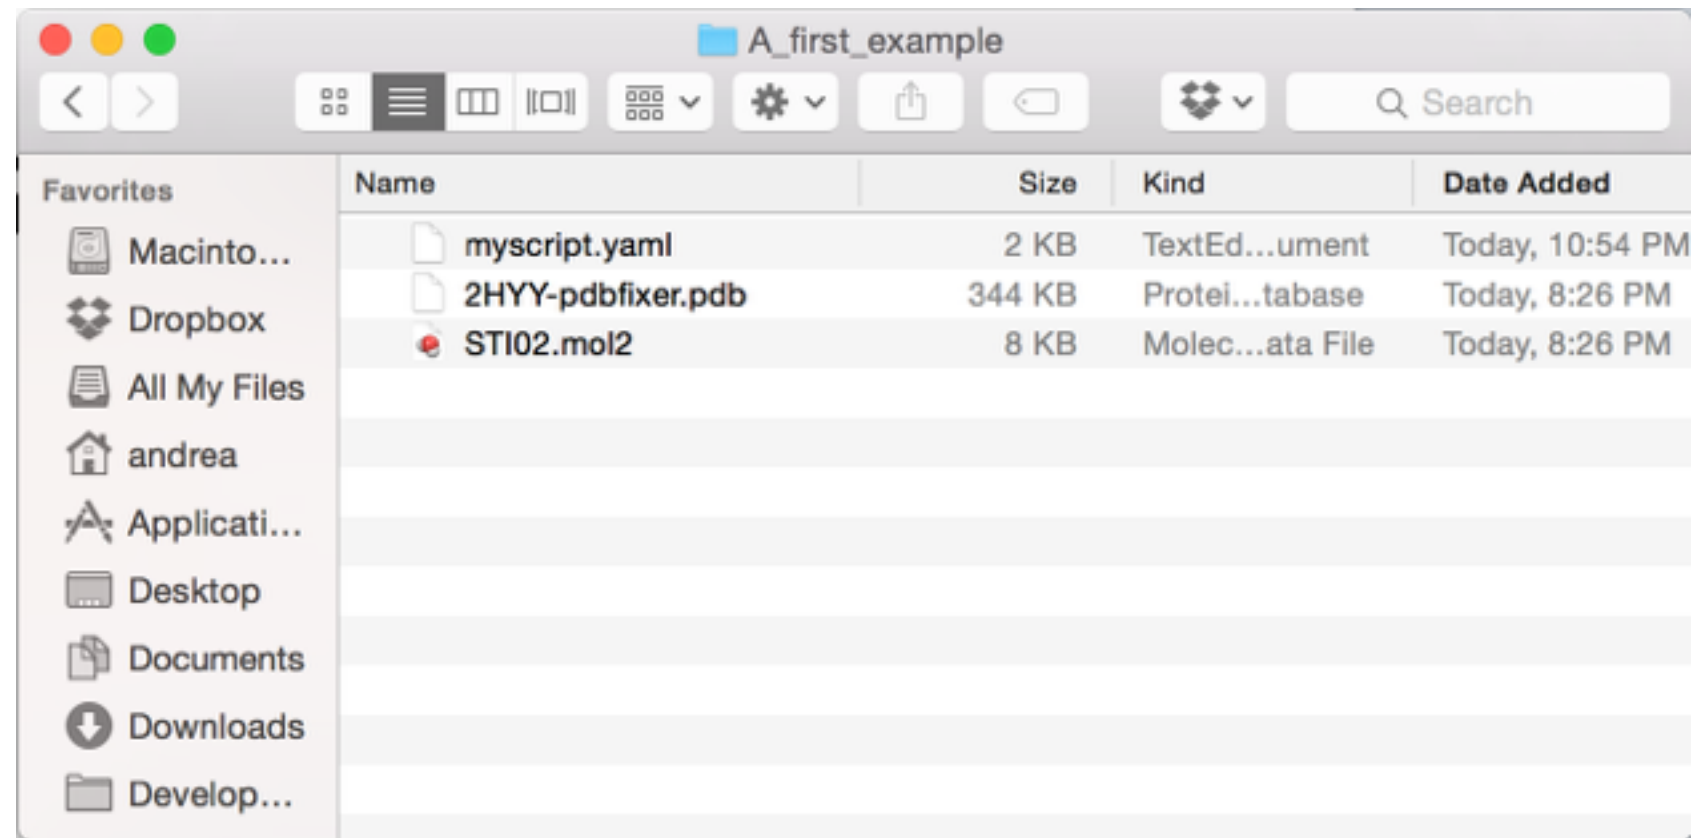 A_first_example
Search
Favorites
Macinto...
Dropbox
All My Files
andrea
Applicati...
Desktop
Documents
Downloads
Develop...
Name Size Kind Date Added
myscript.yaml 2 KB TextEd...ument Today, 10:54 PM
2HYY-pdbfixer.pdb 344 KB Protei...tabase Today, 8:26 PM
STI02.mol2 8 KB Molec...ata File Today, 8:26 PM